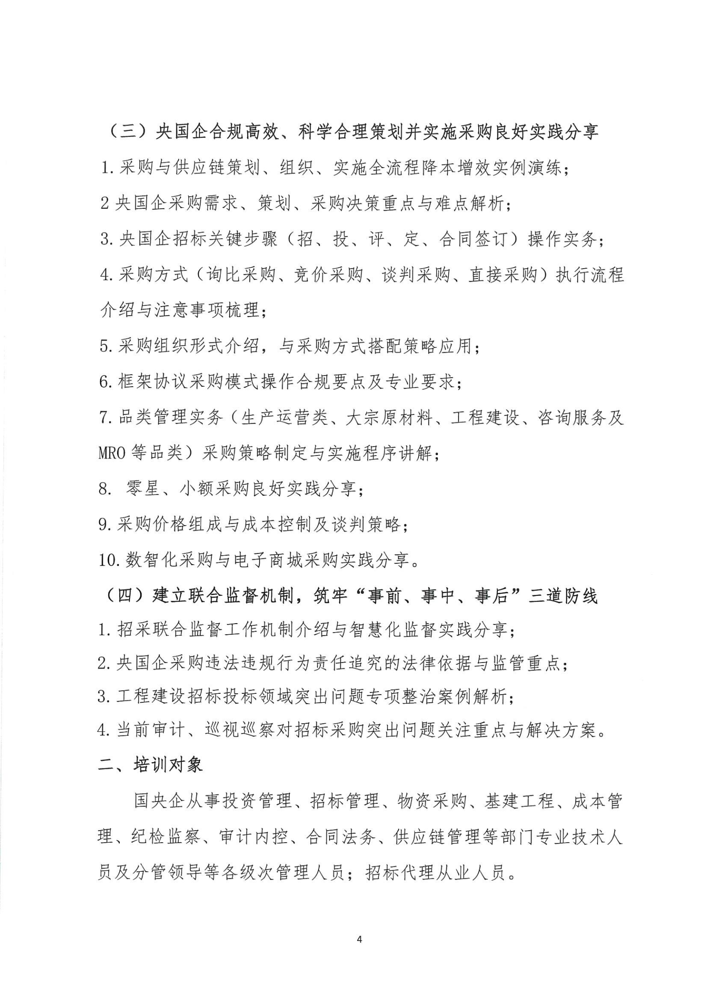 （三）央国企合规高效、科学合理策划并实施采购良好实践分享
1.采购与供应链策划、组织、实施全流程降本增效实例演练；
2 央国企采购需求、策划、采购决策重点与难点解析；
3.央国企招标关键步骤（招、投、评、定、合同签订）操作实务；
4.采购方式（询比采购、竞价采购、谈判采购、直接采购）执行流程
介绍与注意事项梳理；
5.采购组织形式介绍，与采购方式搭配策略应用；
6.框架协议采购模式操作合规要点及专业要求；
7.品类管理实务（生产运营类、大宗原材料、工程建设、咨询服务及
MRO 等品类）采购策略制定与实施程序讲解；
8. 零星、小额采购良好实践分享；
9.采购价格组成与成本控制及谈判策略；
10.数智化采购与电子商城采购实践分享。
（四）建立联合监督机制，筑牢“事前、事中、事后”三道防线
1.招采联合监督工作机制介绍与智慧化监督实践分享；
2.央国企采购违法违规行为责任追究的法律依据与监管重点；
3.工程建设招标投标领域突出问题专项整治案例解析；
4.当前审计、巡视巡察对招标采购突出问题关注重点与解决方案。
二、培训对象
国央企从事投资管理、招标管理、物资采购、基建工程、成本管
理、纪检监察、审计内控、合同法务、供应链管理等部门专业技术人
员及分管领导等各级次管理人员；招标代理从业人员。
4